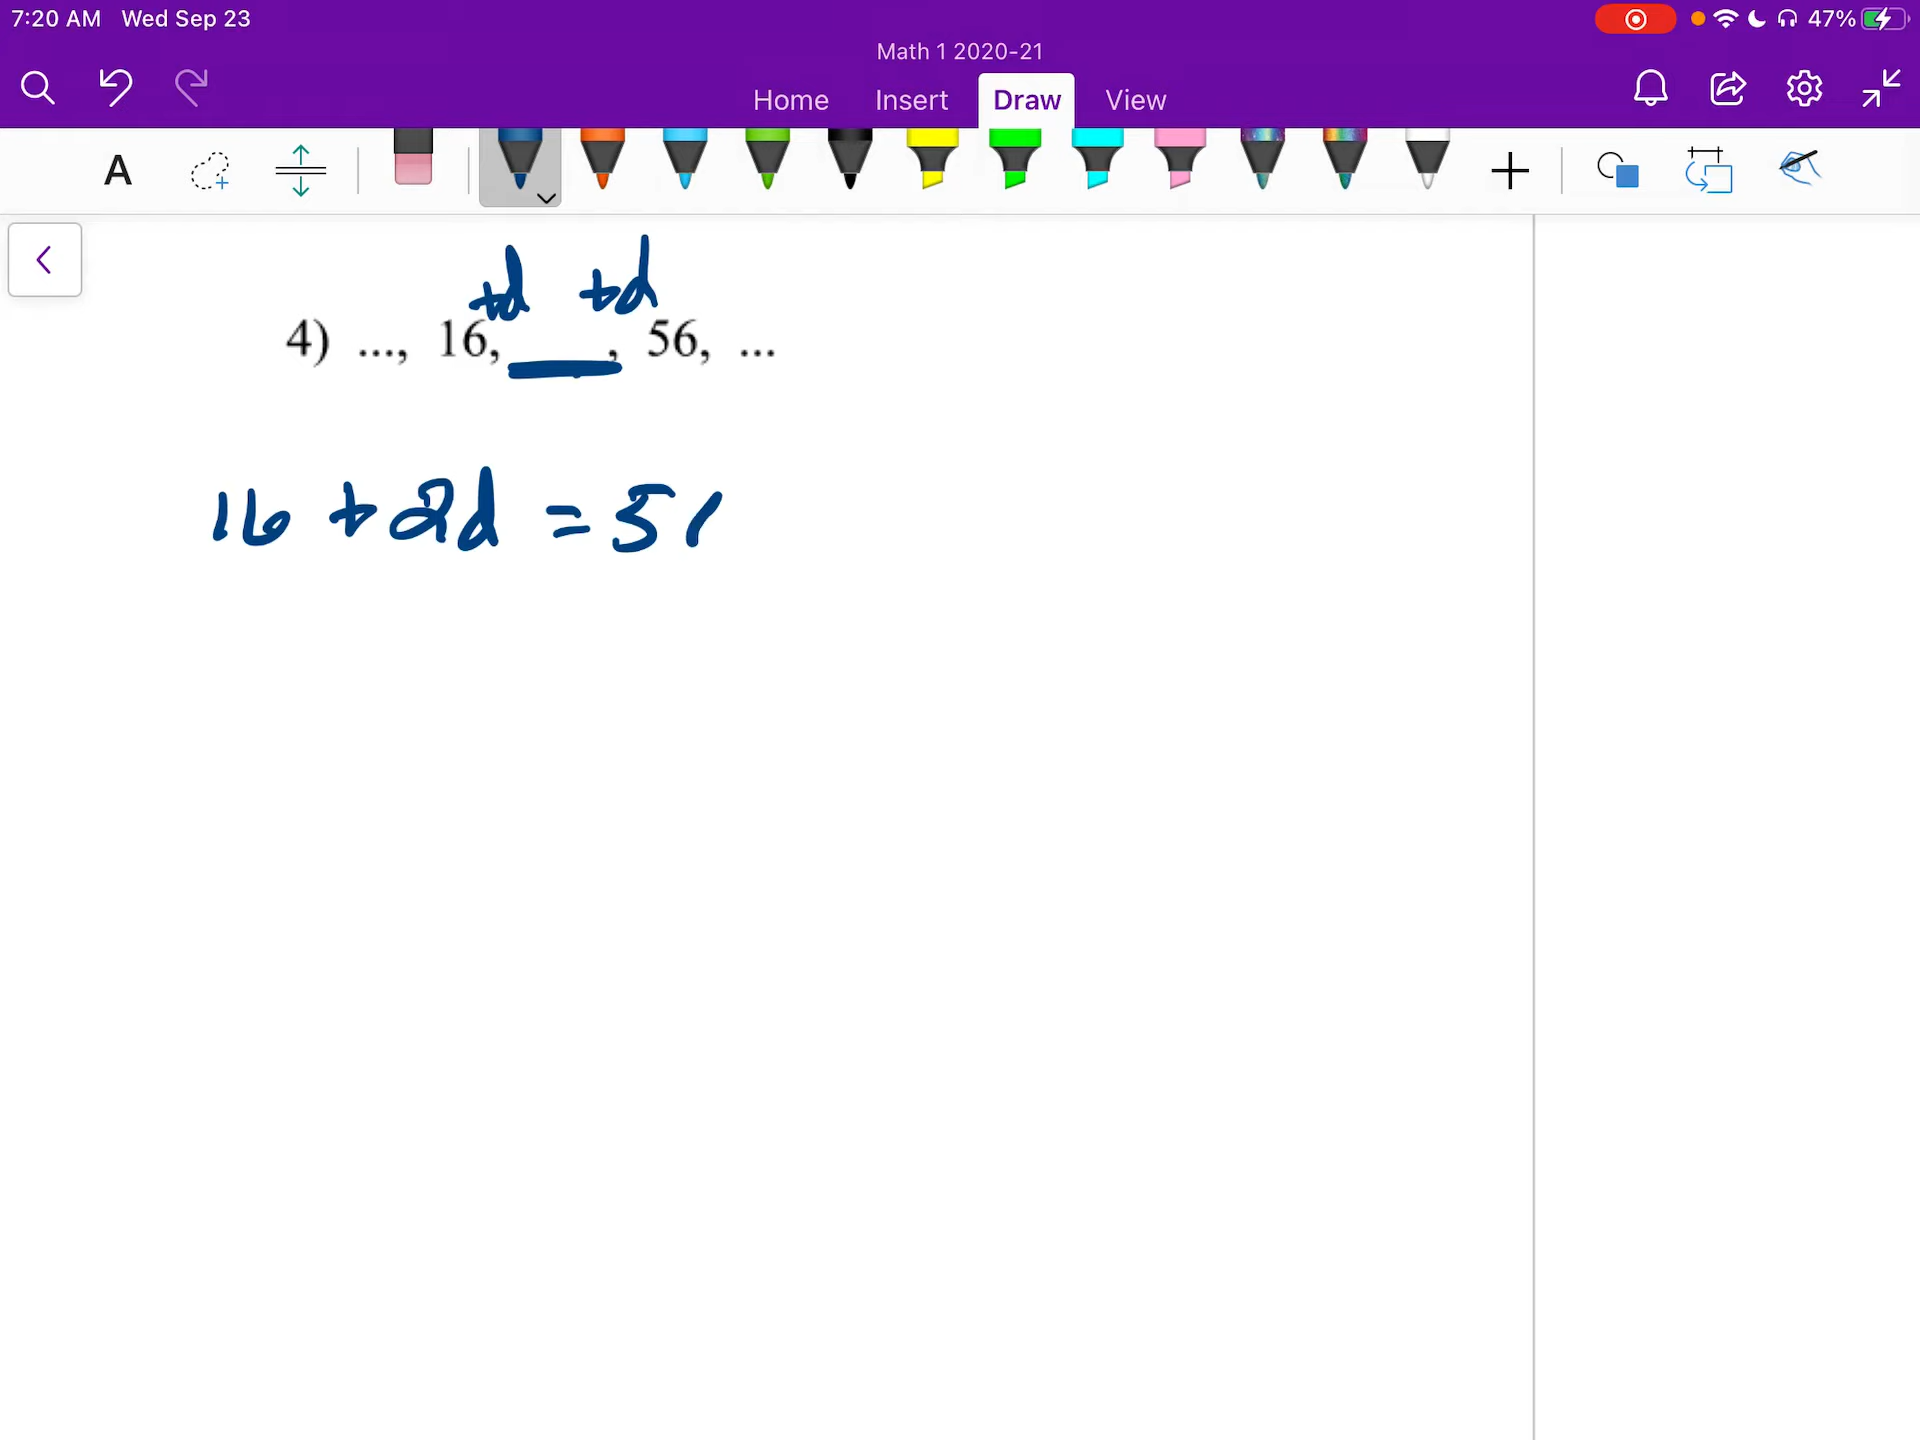 7:20 AM Wed Sep 23
47%
Math 1 2020-21
Home Insert Draw View
A
+d +d
4) ..., 16, ___, 56, ...
16 + 2d = 5